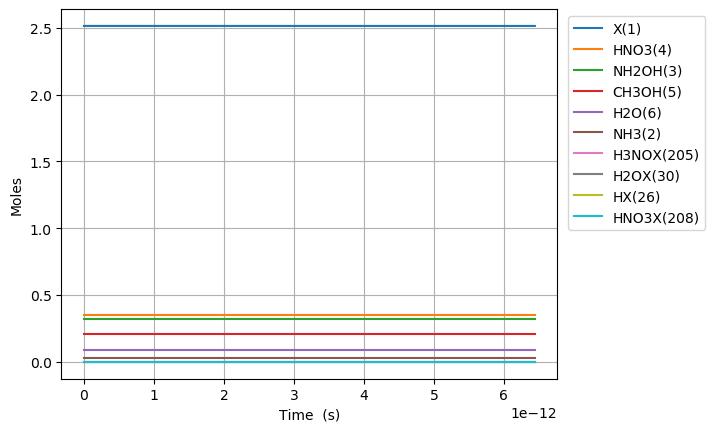 2.5
2.0
1.5
1.0
0.5
0.0
Moles
0
1
2
3
4
5
6
1e−12
Time  (s)
X(1)
HNO3(4)
NH2OH(3)
CH3OH(5)
H2O(6)
NH3(2)
H3NOX(205)
H2OX(30)
HX(26)
HNO3X(208)